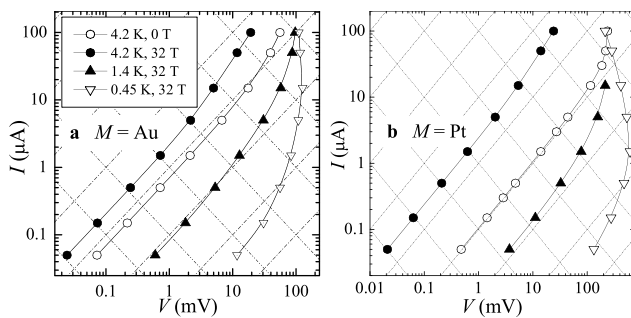 4.2 K, 0 T
4.2 K, 32 T
1.4 K, 32 T
0.45 K, 32 T
a M = Au
I (µA)
100
10
1
0.1
0.1
1
10
100
V (mV)
b M = Pt
I (µA)
100
10
1
0.1
0.01
0.1
1
10
100
V (mV)